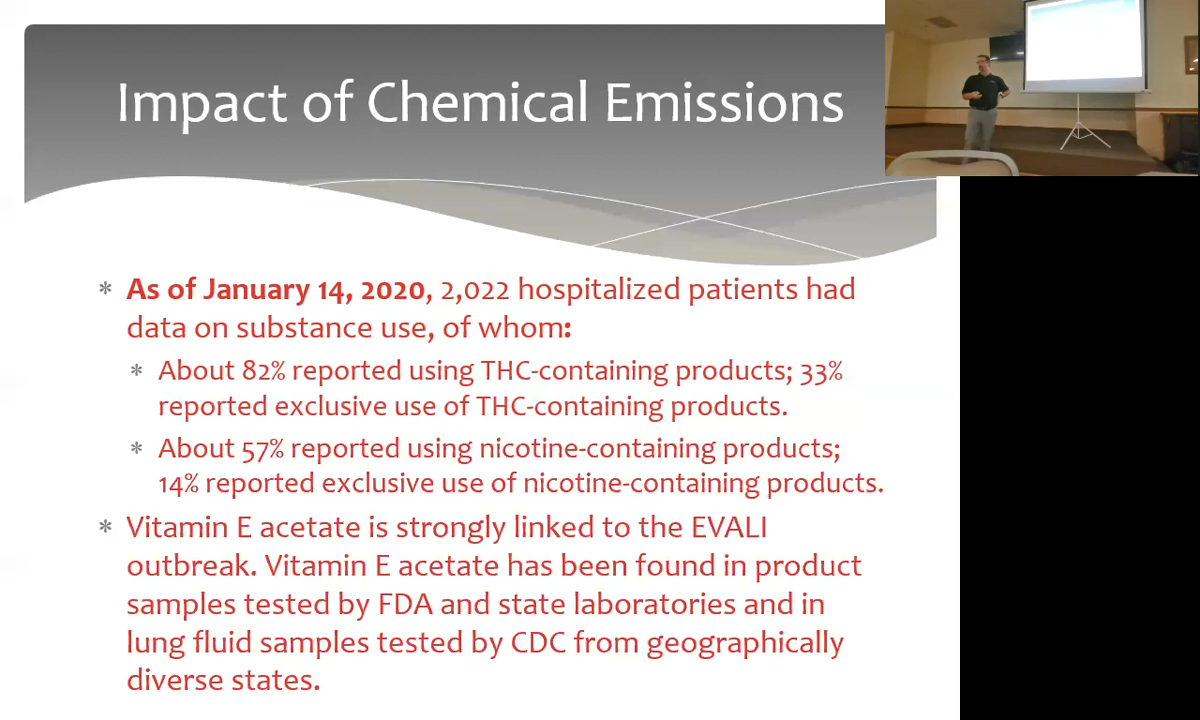 Impact of Chemical Emissions
* As of January 14, 2020, 2,022 hospitalized patients had
data on substance use, of whom:
* About 82% reported using THC-containing products; 33%
reported exclusive use of THC-containing products.
* About 57% reported using nicotine-containing products;
14% reported exclusive use of nicotine-containing products.
* Vitamin E acetate is strongly linked to the EVALI
outbreak. Vitamin E acetate has been found in product
samples tested by FDA and state laboratories and in
lung fluid samples tested by CDC from geographically
diverse states.